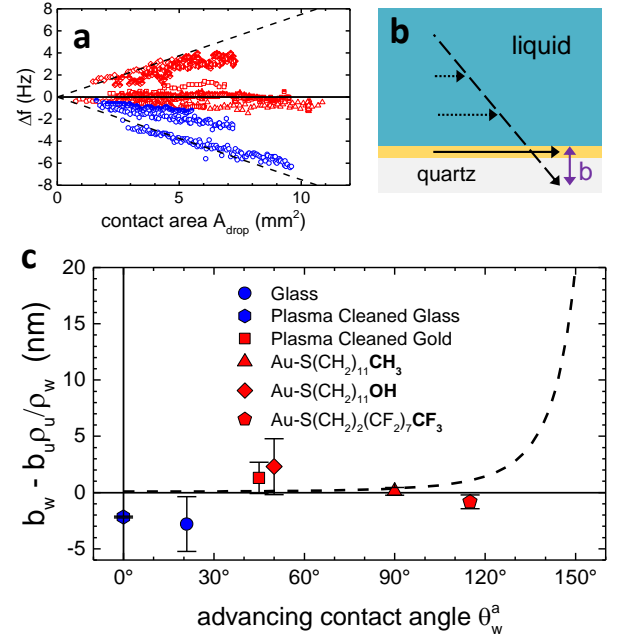 a
8
6
4
2
0
-2
-4
-6
-8
Δf (Hz)
0
5
10
contact area A_drop (mm²)
b
liquid
quartz
b
c
20
15
10
5
0
-5
b_w - b_uρ_u/ρ_w (nm)
Glass
Plasma Cleaned Glass
Plasma Cleaned Gold
Au-S(CH₂)₁₁CH₃
Au-S(CH₂)₁₁OH
Au-S(CH₂)₂(CF₂)₇CF₃
0°
30°
60°
90°
120°
150°
advancing contact angle θ_w^a